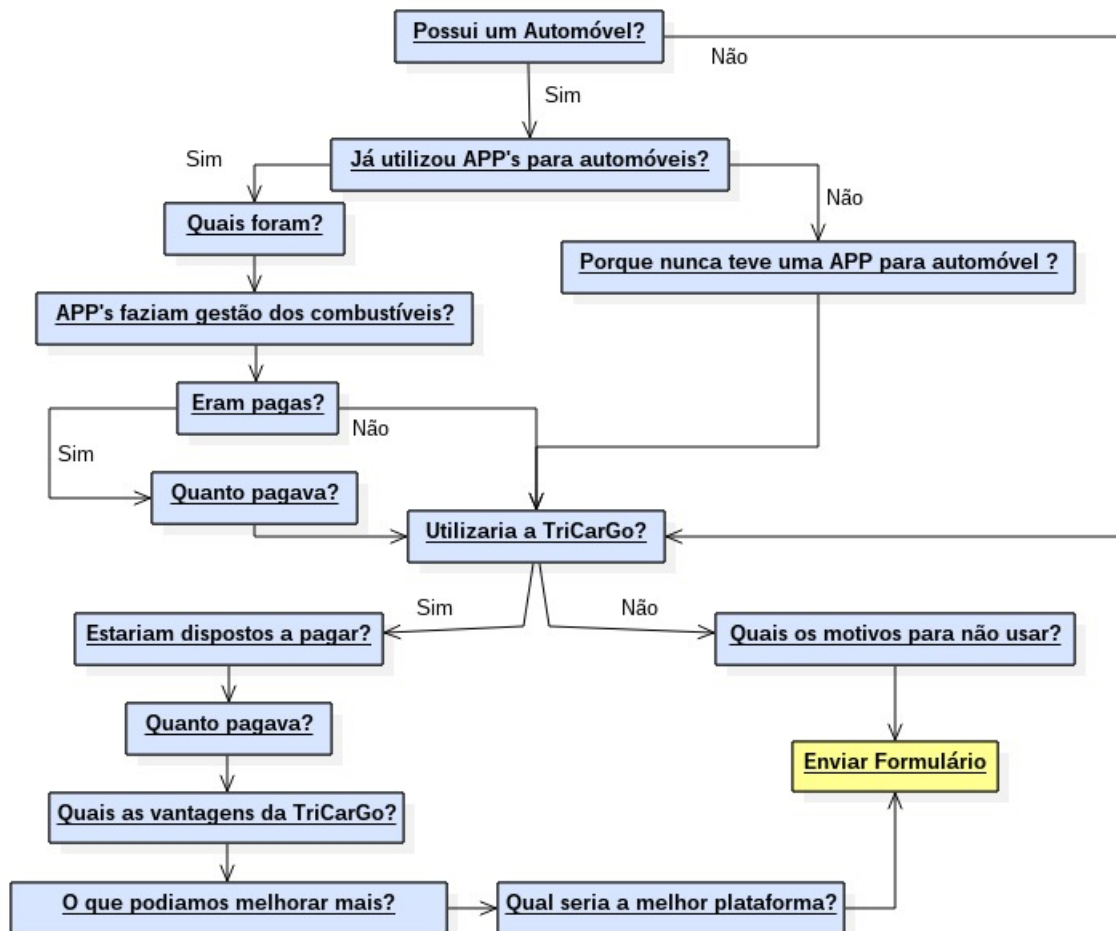 Possui um Automóvel?
Não
Sim
Já utilizou APP's para automóveis?
Sim
Não
Quais foram?
Porque nunca teve uma APP para automóvel ?
APP's faziam gestão dos combustíveis?
Eram pagas?
Não
Sim
Quanto pagava?
Utilizaria a TriCarGo?
Sim
Não
Estariam dispostos a pagar?
Quais os motivos para não usar?
Quanto pagava?
Enviar Formulário
Quais as vantagens da TriCarGo?
O que podiamos melhorar mais?
Qual seria a melhor plataforma?